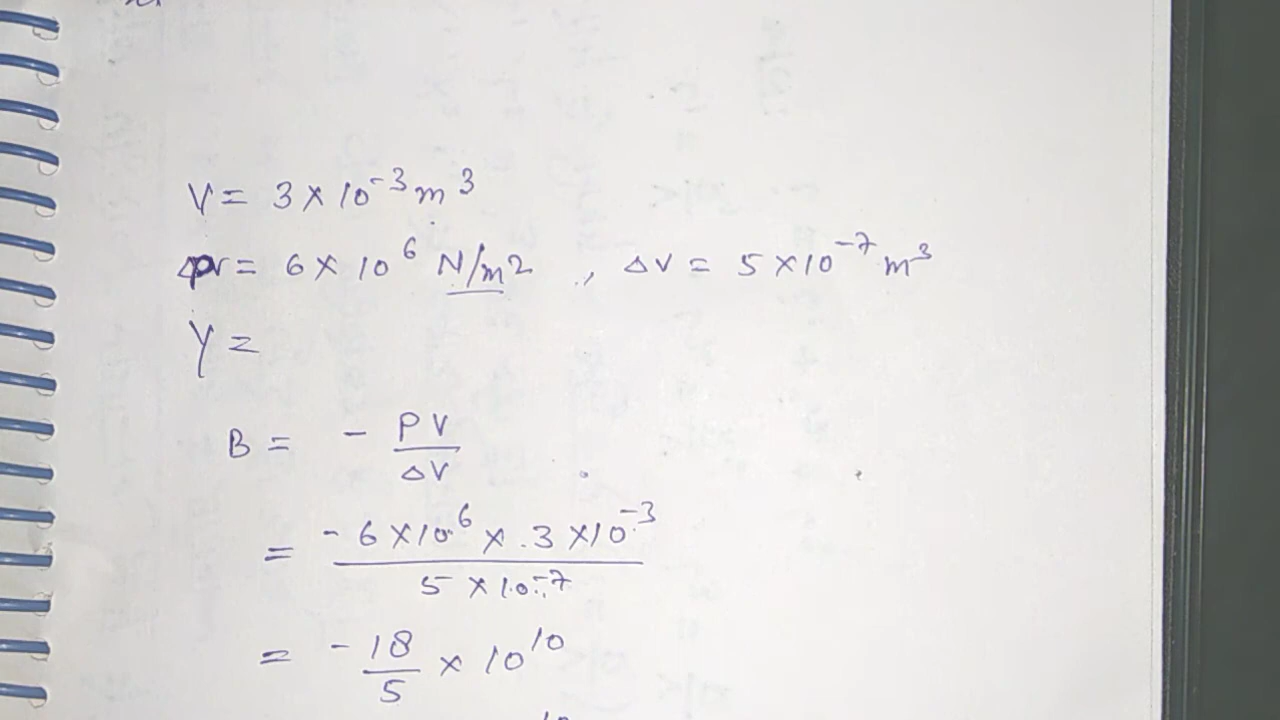 V = 3 × 10⁻³ m³
ΔP = 6 × 10⁶ N/m2 , ΔV = 5 × 10⁻⁷ m³
Y =
B = - PV / ΔV
= - 6 × 10⁶ × 3 × 10⁻³ / 5 × 10⁻⁷
= - 18 / 5 × 10¹⁰
10